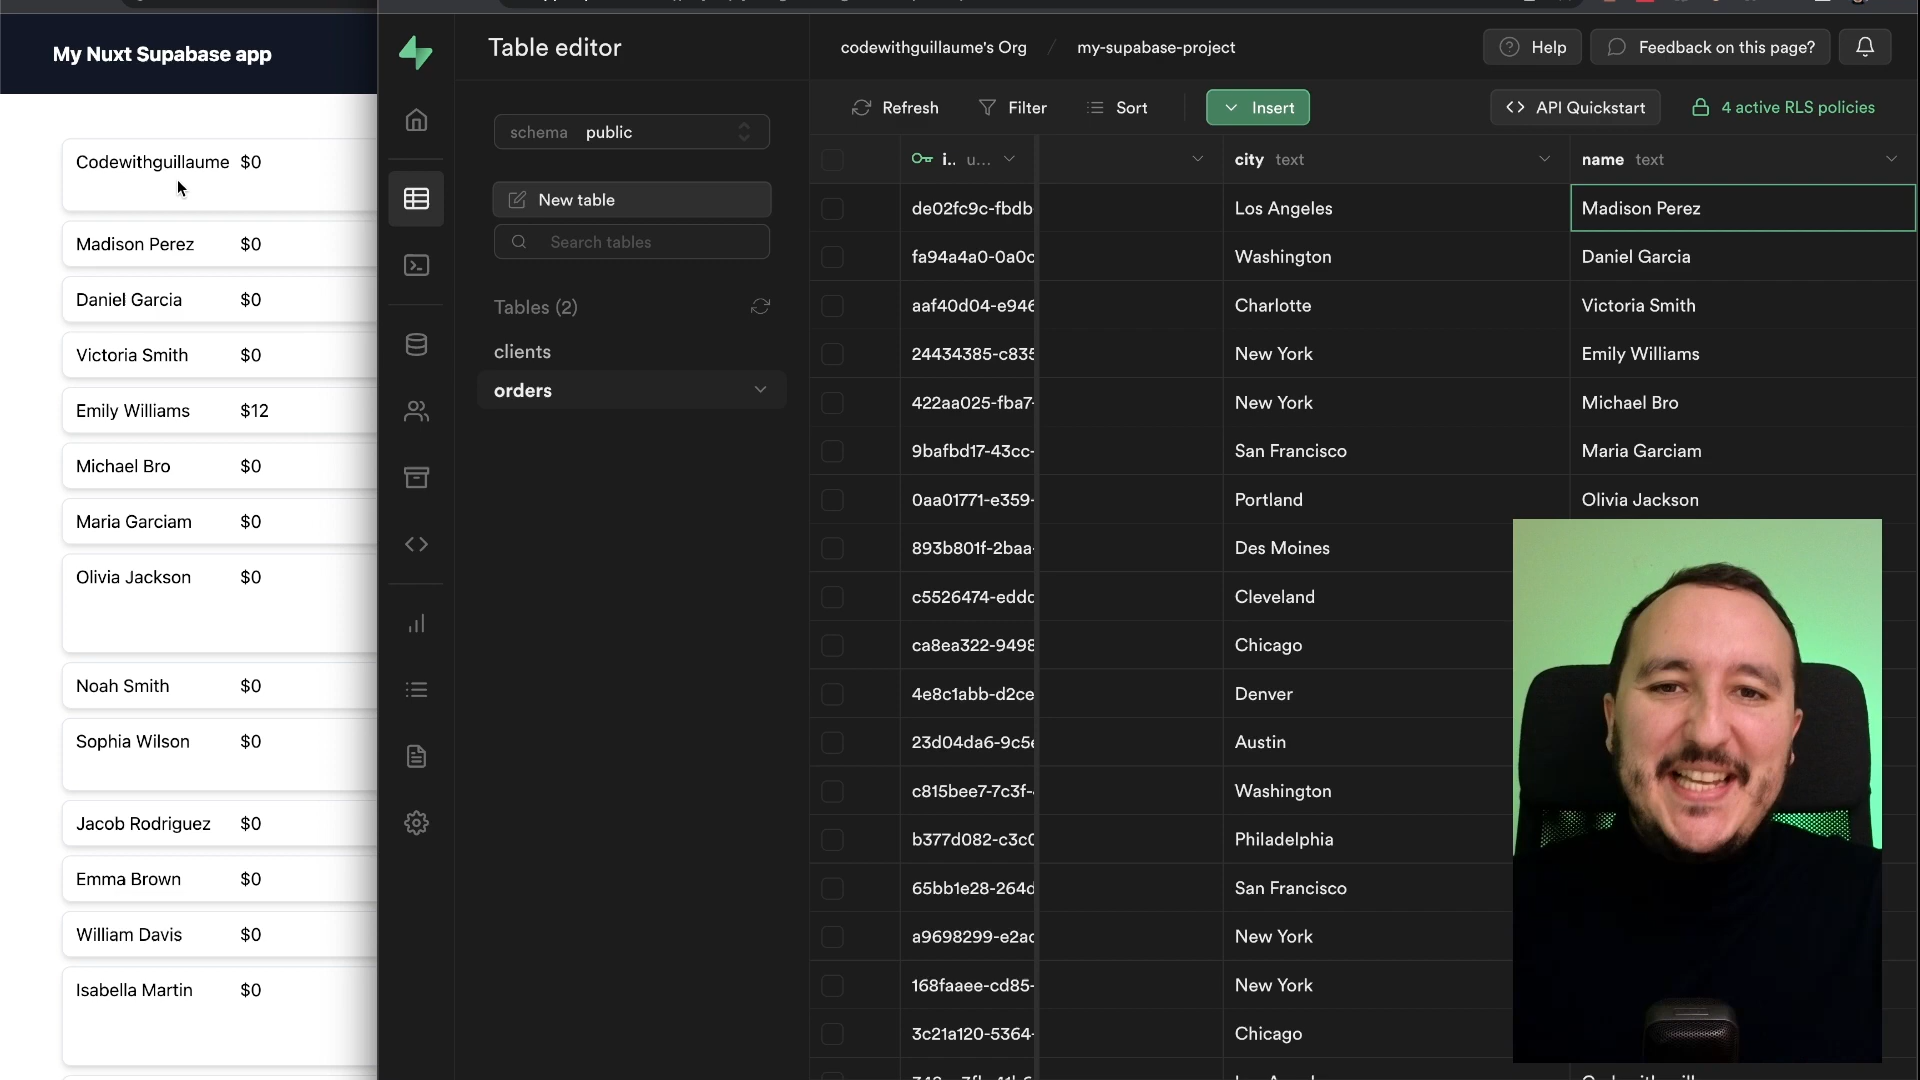 My Nuxt Supabase app
Codewithguillaume $0
Madison Perez $0
Daniel Garcia $0
Victoria Smith $0
Emily Williams $12
Michael Bro $0
Maria Garciam $0
Olivia Jackson $0
Noah Smith $0
Sophia Wilson $0
Jacob Rodriguez $0
Emma Brown $0
William Davis $0
Isabella Martin $0
Table editor
schema public
New table
Search tables
Tables (2)
clients
orders
codewithguillaume's Org / my-supabase-project
Help
Feedback on this page?
Refresh Filter Sort Insert
API Quickstart
4 active RLS policies
i.. u... city text name text
de02fc9c-fbdb Los Angeles Madison Perez
fa94a4a0-0a0c Washington Daniel Garcia
aaf40d04-e946 Charlotte Victoria Smith
24434385-c835 New York Emily Williams
422aa025-fba7- New York Michael Bro
9bafbd17-43cc- San Francisco Maria Garciam
0aa01771-e359- Portland Olivia Jackson
893b801f-2baa- Des Moines
c5526474-eddc Cleveland
ca8ea322-9498 Chicago
4e8c1abb-d2ce Denver
23d04da6-9c5e Austin
c815bee7-7c3f- Washington
b377d082-c3c0 Philadelphia
65bb1e28-264d San Francisco
a9698299-e2ac New York
168faaee-cd85- New York
3c21a120-5364- Chicago